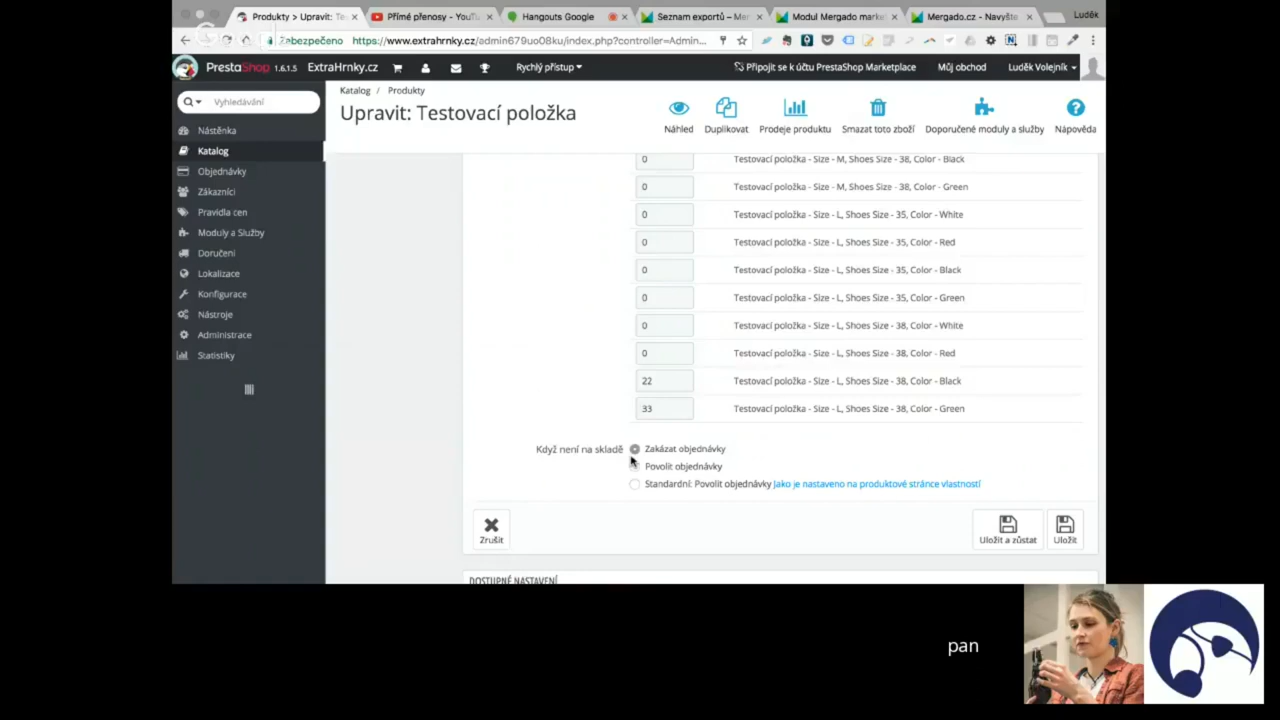 Produkty > Upravit: Te
Přímé přenosy - YouTu
Hangouts Google
Seznam exportů – Mer
Modul Mergado mark
Mergado.cz - Navyšte
Luděk
Zabezpečeno https://www.extrahrnky.cz/admin679uo08ku/index.php?controller=Admin...
PrestaShop 1.6.1.5 ExtraHrnky.cz Rychlý přístup Připojit se k účtu PrestaShop Marketplace Můj obchod Luděk Volejník
Vyhledávání
Nástěnka
Katalog
Objednávky
Zákazníci
Pravidla cen
Moduly a Služby
Doručení
Lokalizace
Konfigurace
Nástroje
Administrace
Statistiky
Katalog / Produkty
Upravit: Testovací položka
Náhled Duplikovat Prodeje produktu Smazat toto zboží Doporučené moduly a služby Nápověda
0 Testovací položka - Size - M, Shoes Size - 38, Color - Black
0 Testovací položka - Size - M, Shoes Size - 38, Color - Green
0 Testovací položka - Size - L, Shoes Size - 35, Color - White
0 Testovací položka - Size - L, Shoes Size - 35, Color - Red
0 Testovací položka - Size - L, Shoes Size - 35, Color - Black
0 Testovací položka - Size - L, Shoes Size - 35, Color - Green
0 Testovací položka - Size - L, Shoes Size - 38, Color - White
0 Testovací položka - Size - L, Shoes Size - 38, Color - Red
22 Testovací položka - Size - L, Shoes Size - 38, Color - Black
33 Testovací položka - Size - L, Shoes Size - 38, Color - Green
Když není na skladě Zakázat objednávky
Povolit objednávky
Standardní: Povolit objednávky Jako je nastaveno na produktové stránce vlastností
Zrušit
Uložit a zůstat
Uložit
DOSTUPNÉ NASTAVENÍ
pan